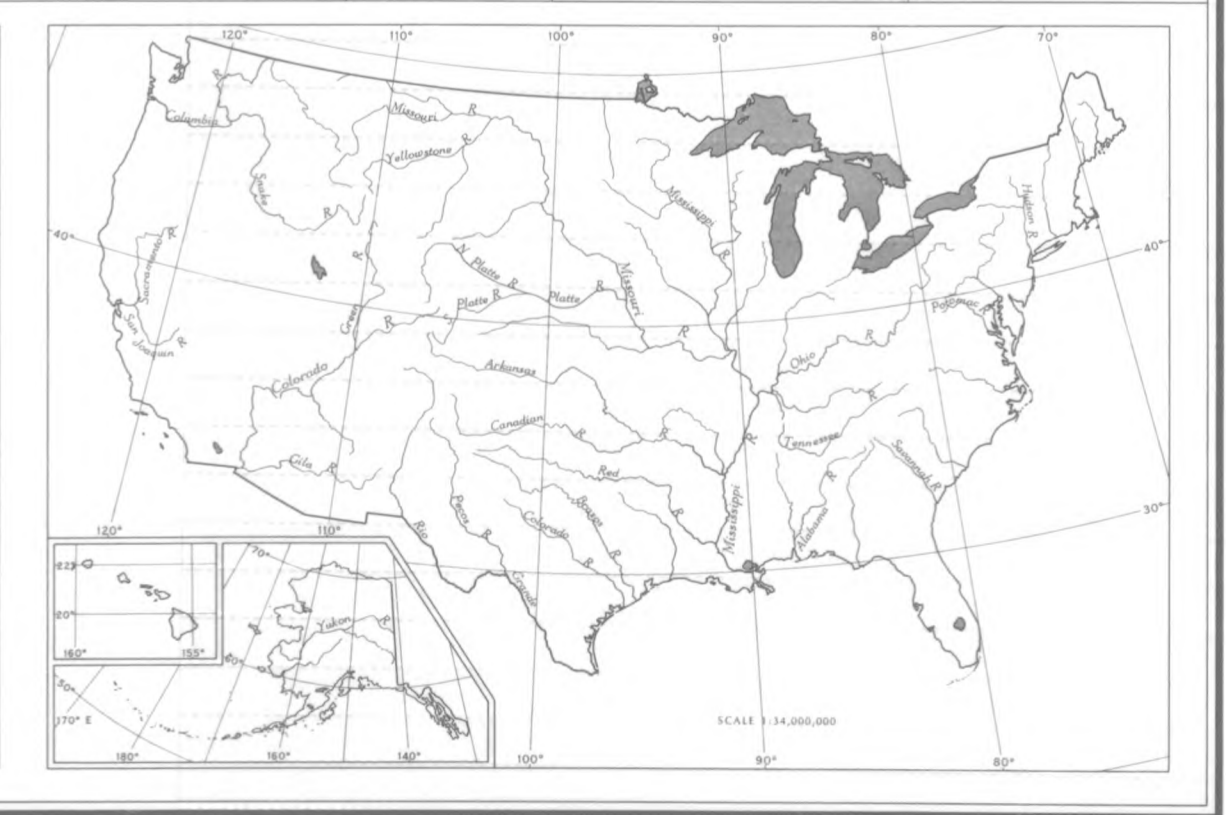 120° 110° 100° 90° 80° 70°
Columbia
Missouri R
Yellowstone R
Snake R
Mississippi R
Hudson R
40° 40°
Sacramento R
N Platte R
Platte R
Missouri R
S Platte R
Green R
Potomac R
San Joaquin R
Colorado R
Ohio R
Arkansas R
Canadian R
Tennessee R
Gila R
Red R
Savannah R
Pecos R
Colorado R
Brazos R
Mississippi R
Alabama R
30°
120° 110°
Rio Grande
22°
20°
160° 155°
70°
Yukon R
60°
50°
170° E
180° 160° 140°
SCALE 1:34,000,000
100° 90° 80°